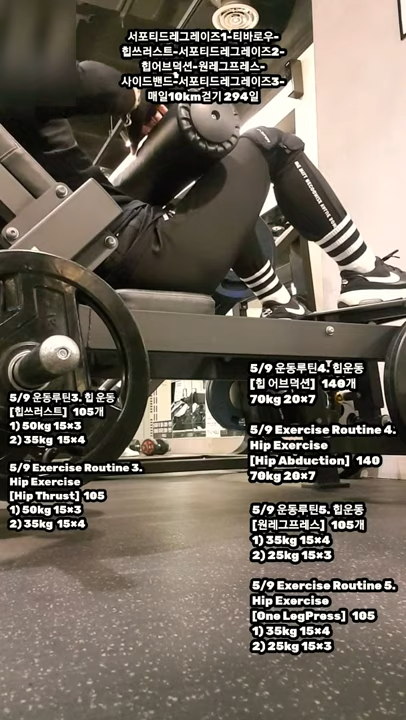 서포티드레그레이즈1-티바로우-
힙쓰러스트-서포티드레그레이즈2-
힙어브덕션-원레그프레스-
사이드밴드-서포티드레그레이즈3-
매일10km걷기 294일
5/9 운동루틴3. 힙 운동
[힙쓰러스트] 105개
1) 50kg 15×3
2) 35kg 15×4
5/9 Exercise Routine 3.
Hip Exercise
[Hip Thrust] 105
1) 50kg 15×3
2) 35kg 15×4
5/9 운동루틴4. 힙운동
[힙 어브덕션] 140개
70kg 20×7
5/9 Exercise Routine 4.
Hip Exercise
[Hip Abduction] 140
70kg 20×7
5/9 운동루틴5. 힙운동
[원레그프레스] 105개
1) 35kg 15×4
2) 25kg 15×3
5/9 Exercise Routine 5.
Hip Exercise
[One LegPress] 105
1) 35kg 15×4
2) 25kg 15×3